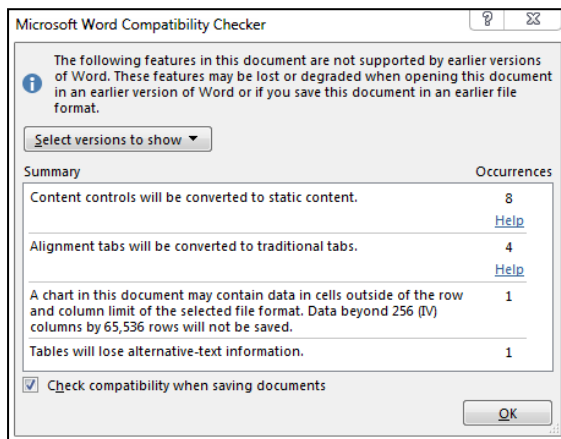 Microsoft Word Compatibility Checker
The following features in this document are not supported by earlier versions
of Word. These features may be lost or degraded when opening this document
in an earlier version of Word or if you save this document in an earlier file
format.
Select versions to show
Summary Occurrences
Content controls will be converted to static content. 8
Help
Alignment tabs will be converted to traditional tabs. 4
Help
A chart in this document may contain data in cells outside of the row 1
and column limit of the selected file format. Data beyond 256 (IV)
columns by 65,536 rows will not be saved.
Tables will lose alternative-text information. 1
Check compatibility when saving documents
OK